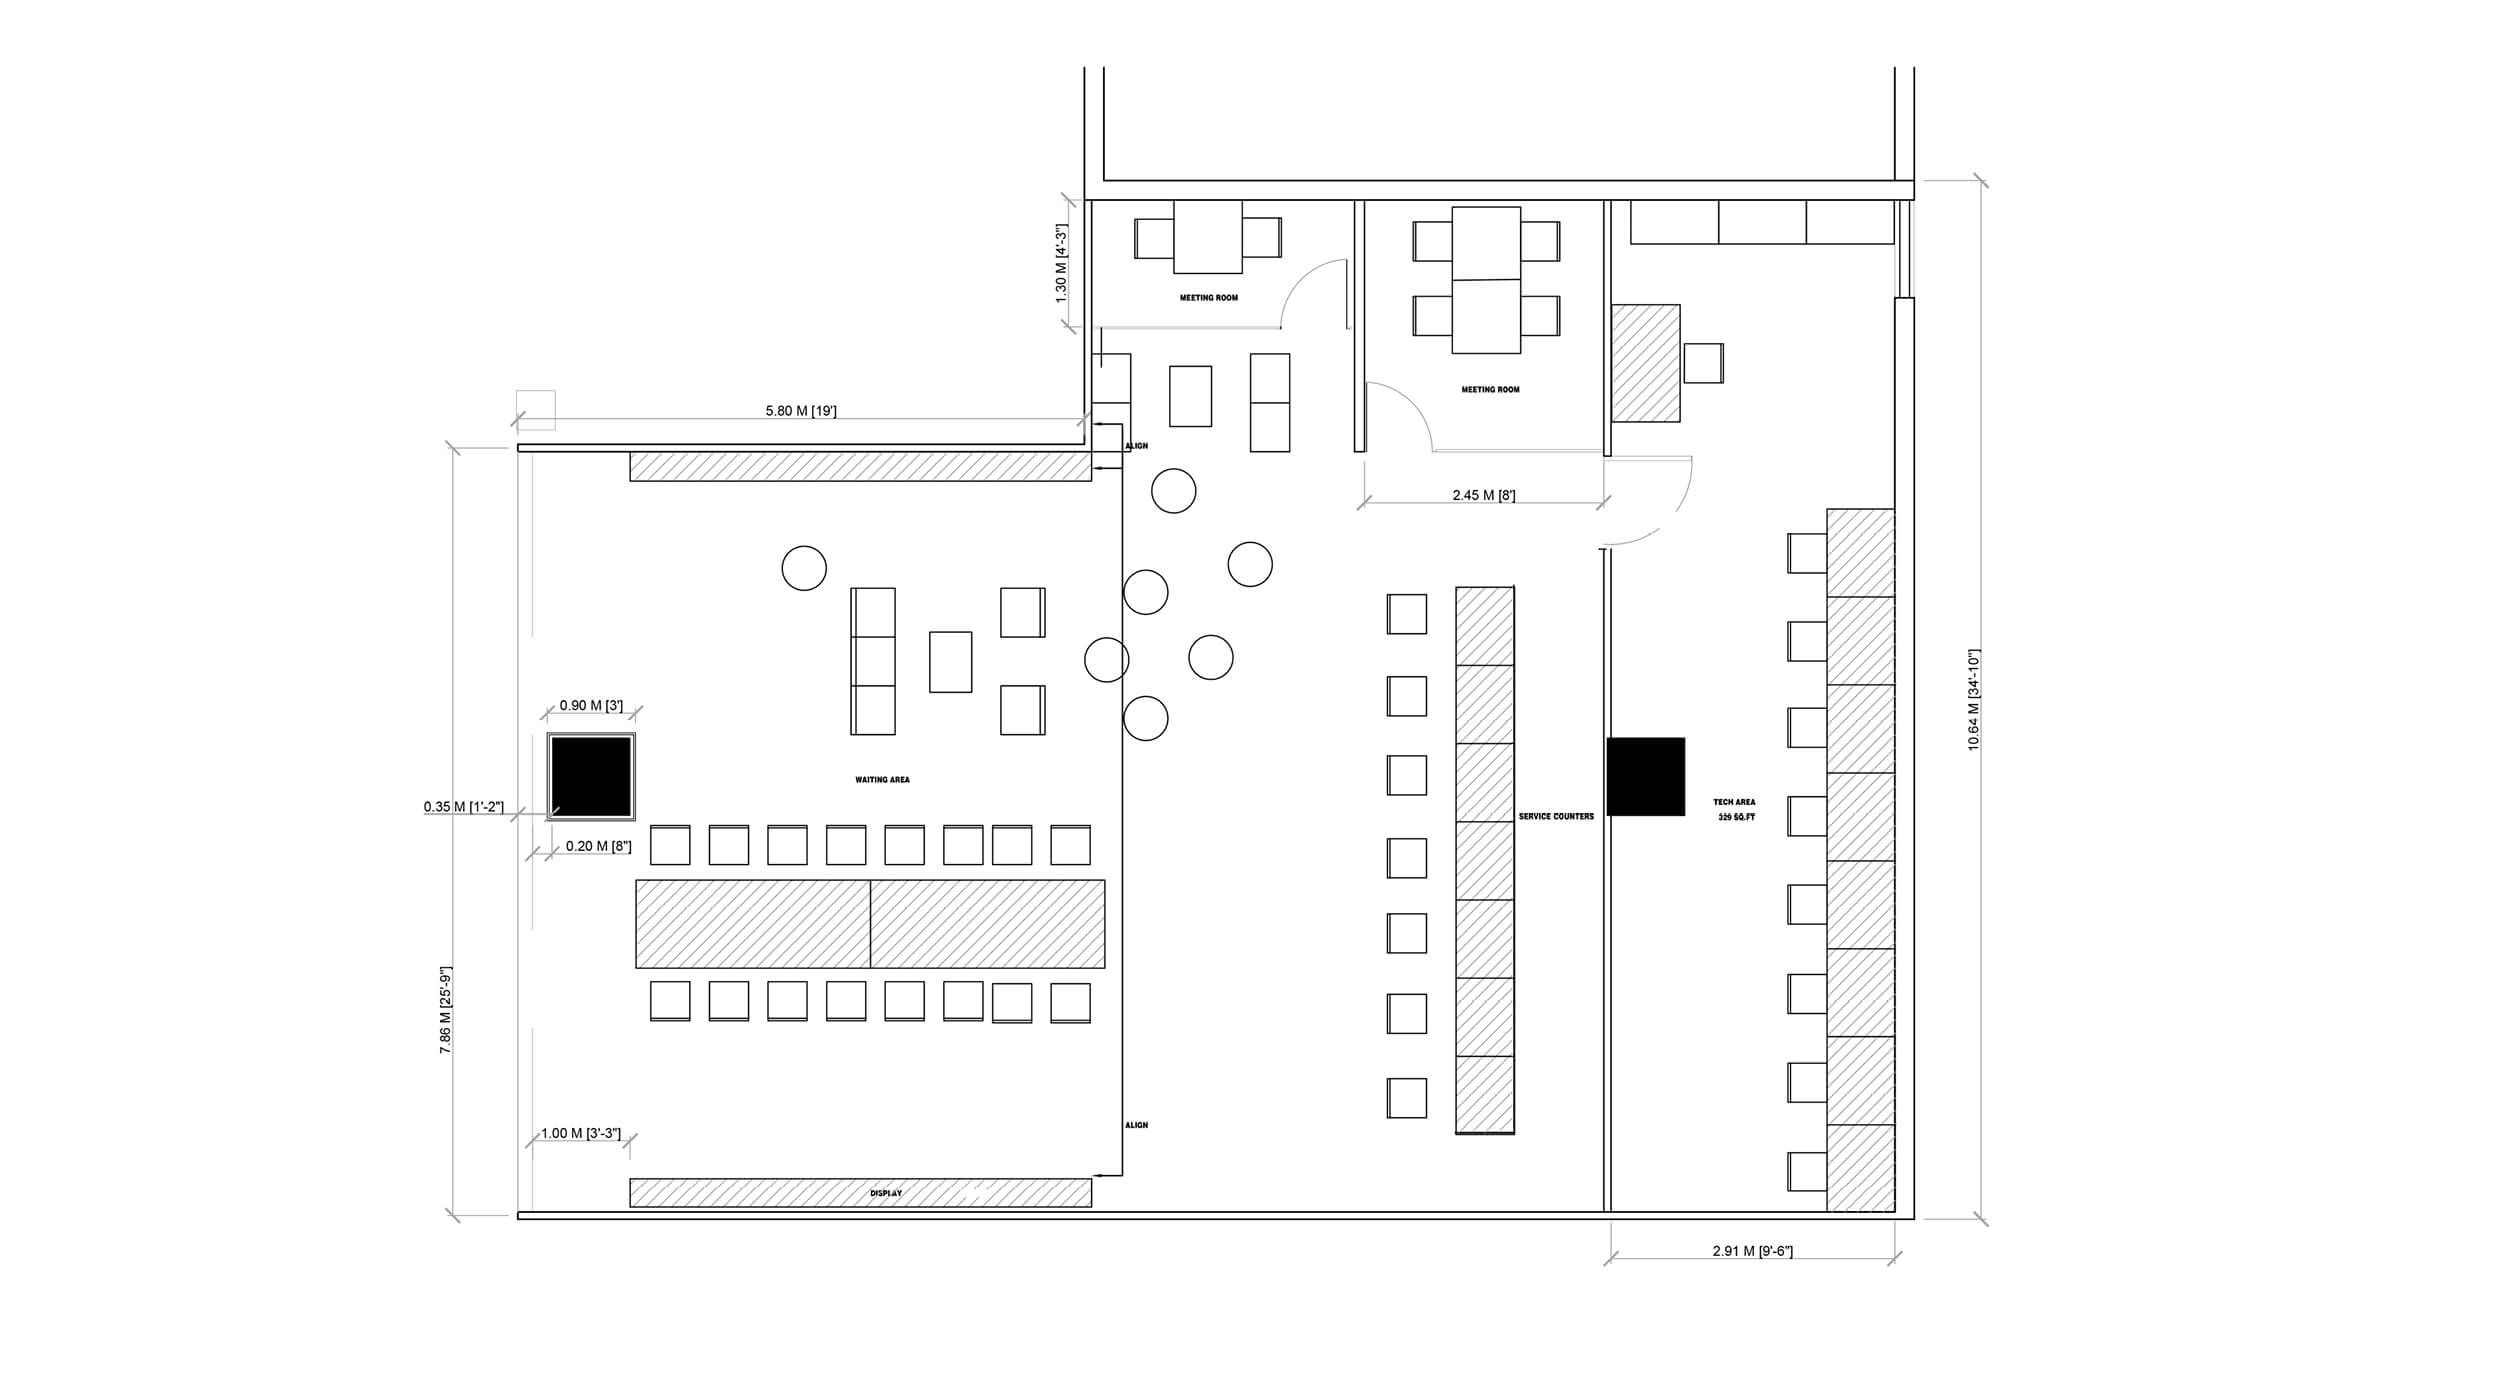 1.30 M [4'-3"]
MEETING ROOM
MEETING ROOM
5.80 M [19']
ALIGN
2.45 M [8']
10.64 M [34'-10"]
0.90 M [3']
WAITING AREA
0.35 M [1'-2"]
TECH AREA
329 SQ.FT
SERVICE COUNTERS
0.20 M [8"]
7.86 M [25'-9"]
ALIGN
1.00 M [3'-3"]
DISPLAY
2.91 M [9'-6"]